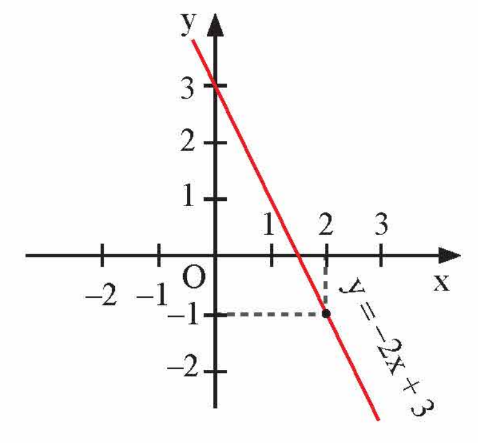 y
3
2
1
1 2 3
O
x
–2 –1
–1
–2
y = –2x + 3